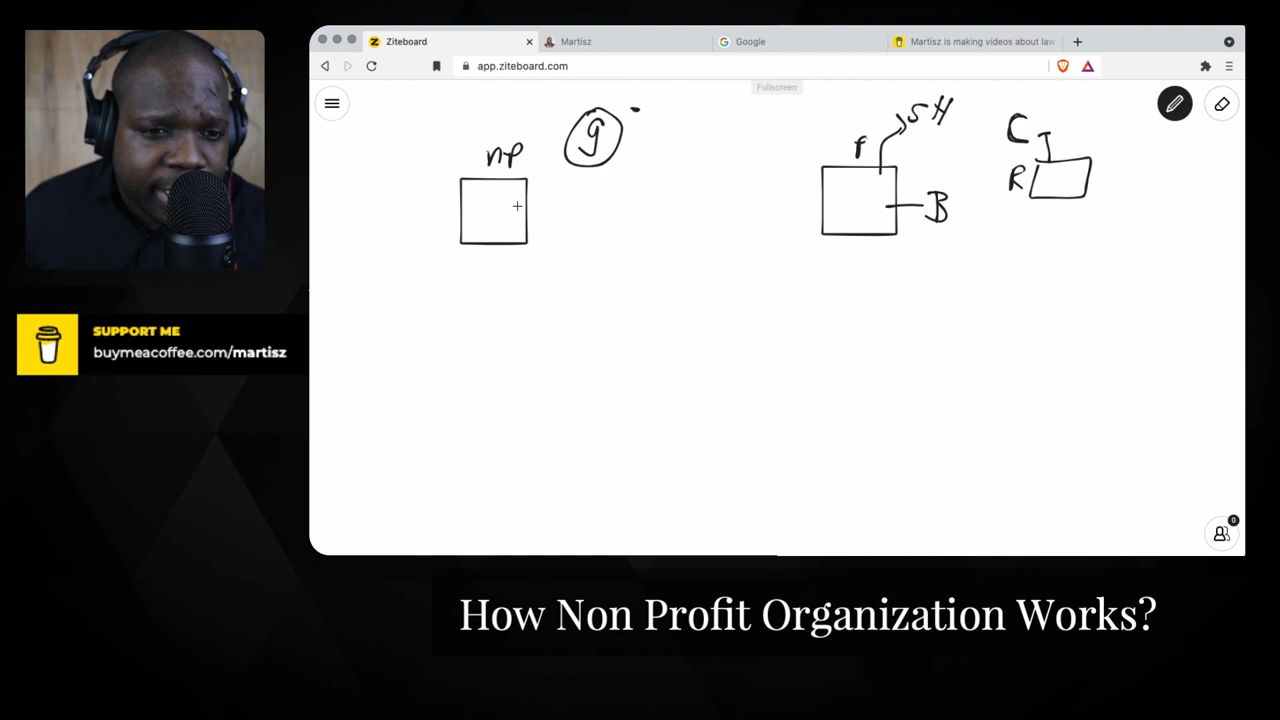 Ziteboard
Martisz
Google
Martisz is making videos about law
app.ziteboard.com
Fullscreen
np
g
SH
B
C
R
0
SUPPORT ME
buymeacoffee.com/martisz
How Non Profit Organization Works?